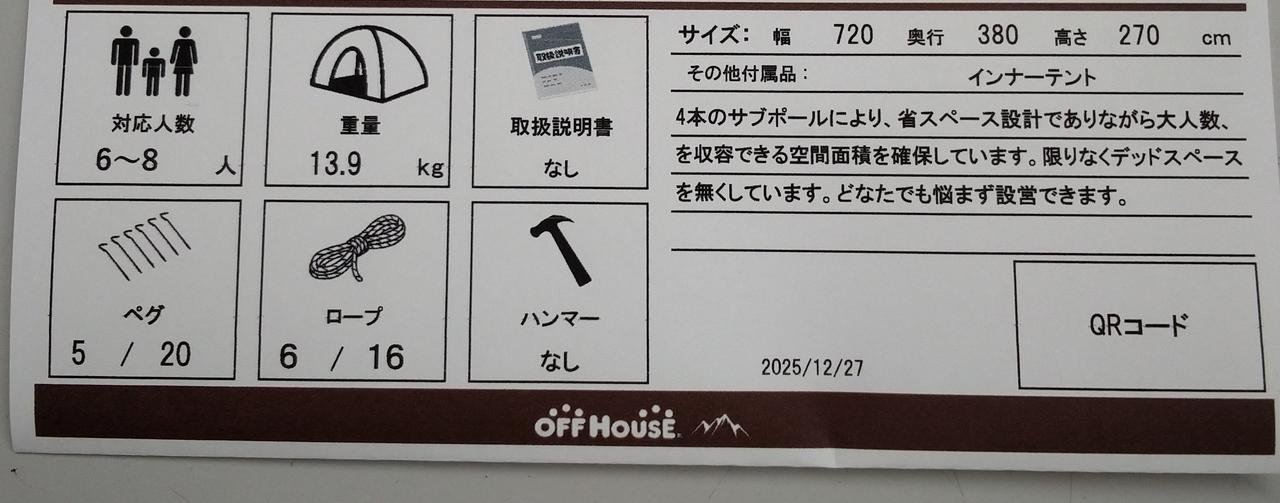 対応人数
6～8 人
重量
13.9 kg
取扱説明書
取扱説明書
なし
ペグ
5 / 20
ロープ
6 / 16
ハンマー
なし
サイズ: 幅 720 奥行 380 高さ 270 cm
その他付属品: インナーテント
4本のサブポールにより、省スペース設計でありながら大人数、
を収容できる空間面積を確保しています。限りなくデッドスペース
を無くしています。どなたでも悩まず設営できます。
2025/12/27
QRコード
OFF HOUSE